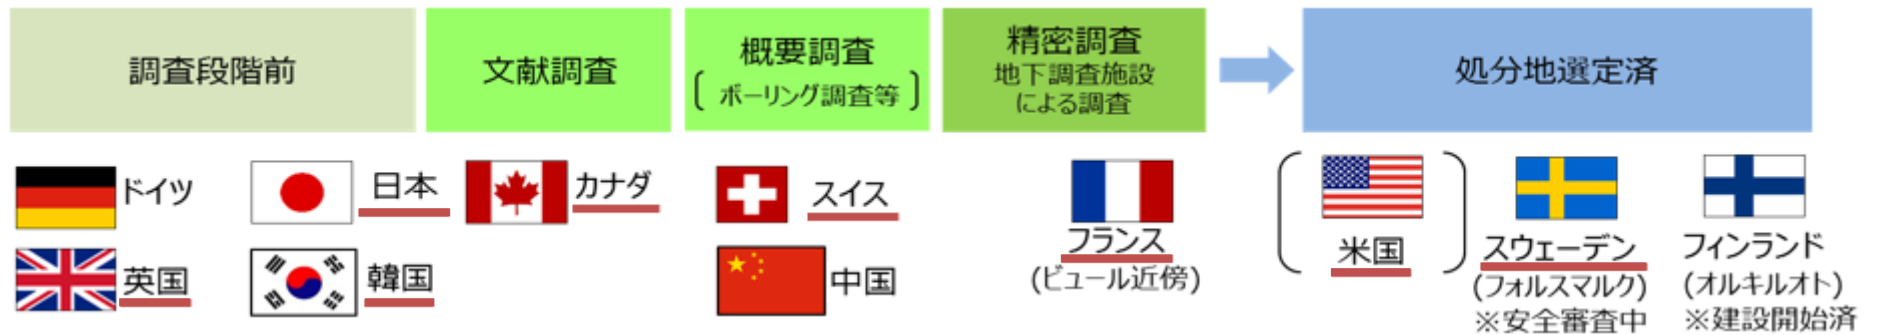 調査段階前
文献調査
概要調査
〔 ボーリング調査等 〕
精密調査
地下調査施設
による調査
処分地選定済
ドイツ
日本
カナダ
スイス
フランス
(ビュール近傍)
米国
スウェーデン
(フォルスマルク)
※安全審査中
フィンランド
(オルキルオト)
※建設開始済
英国
韓国
中国